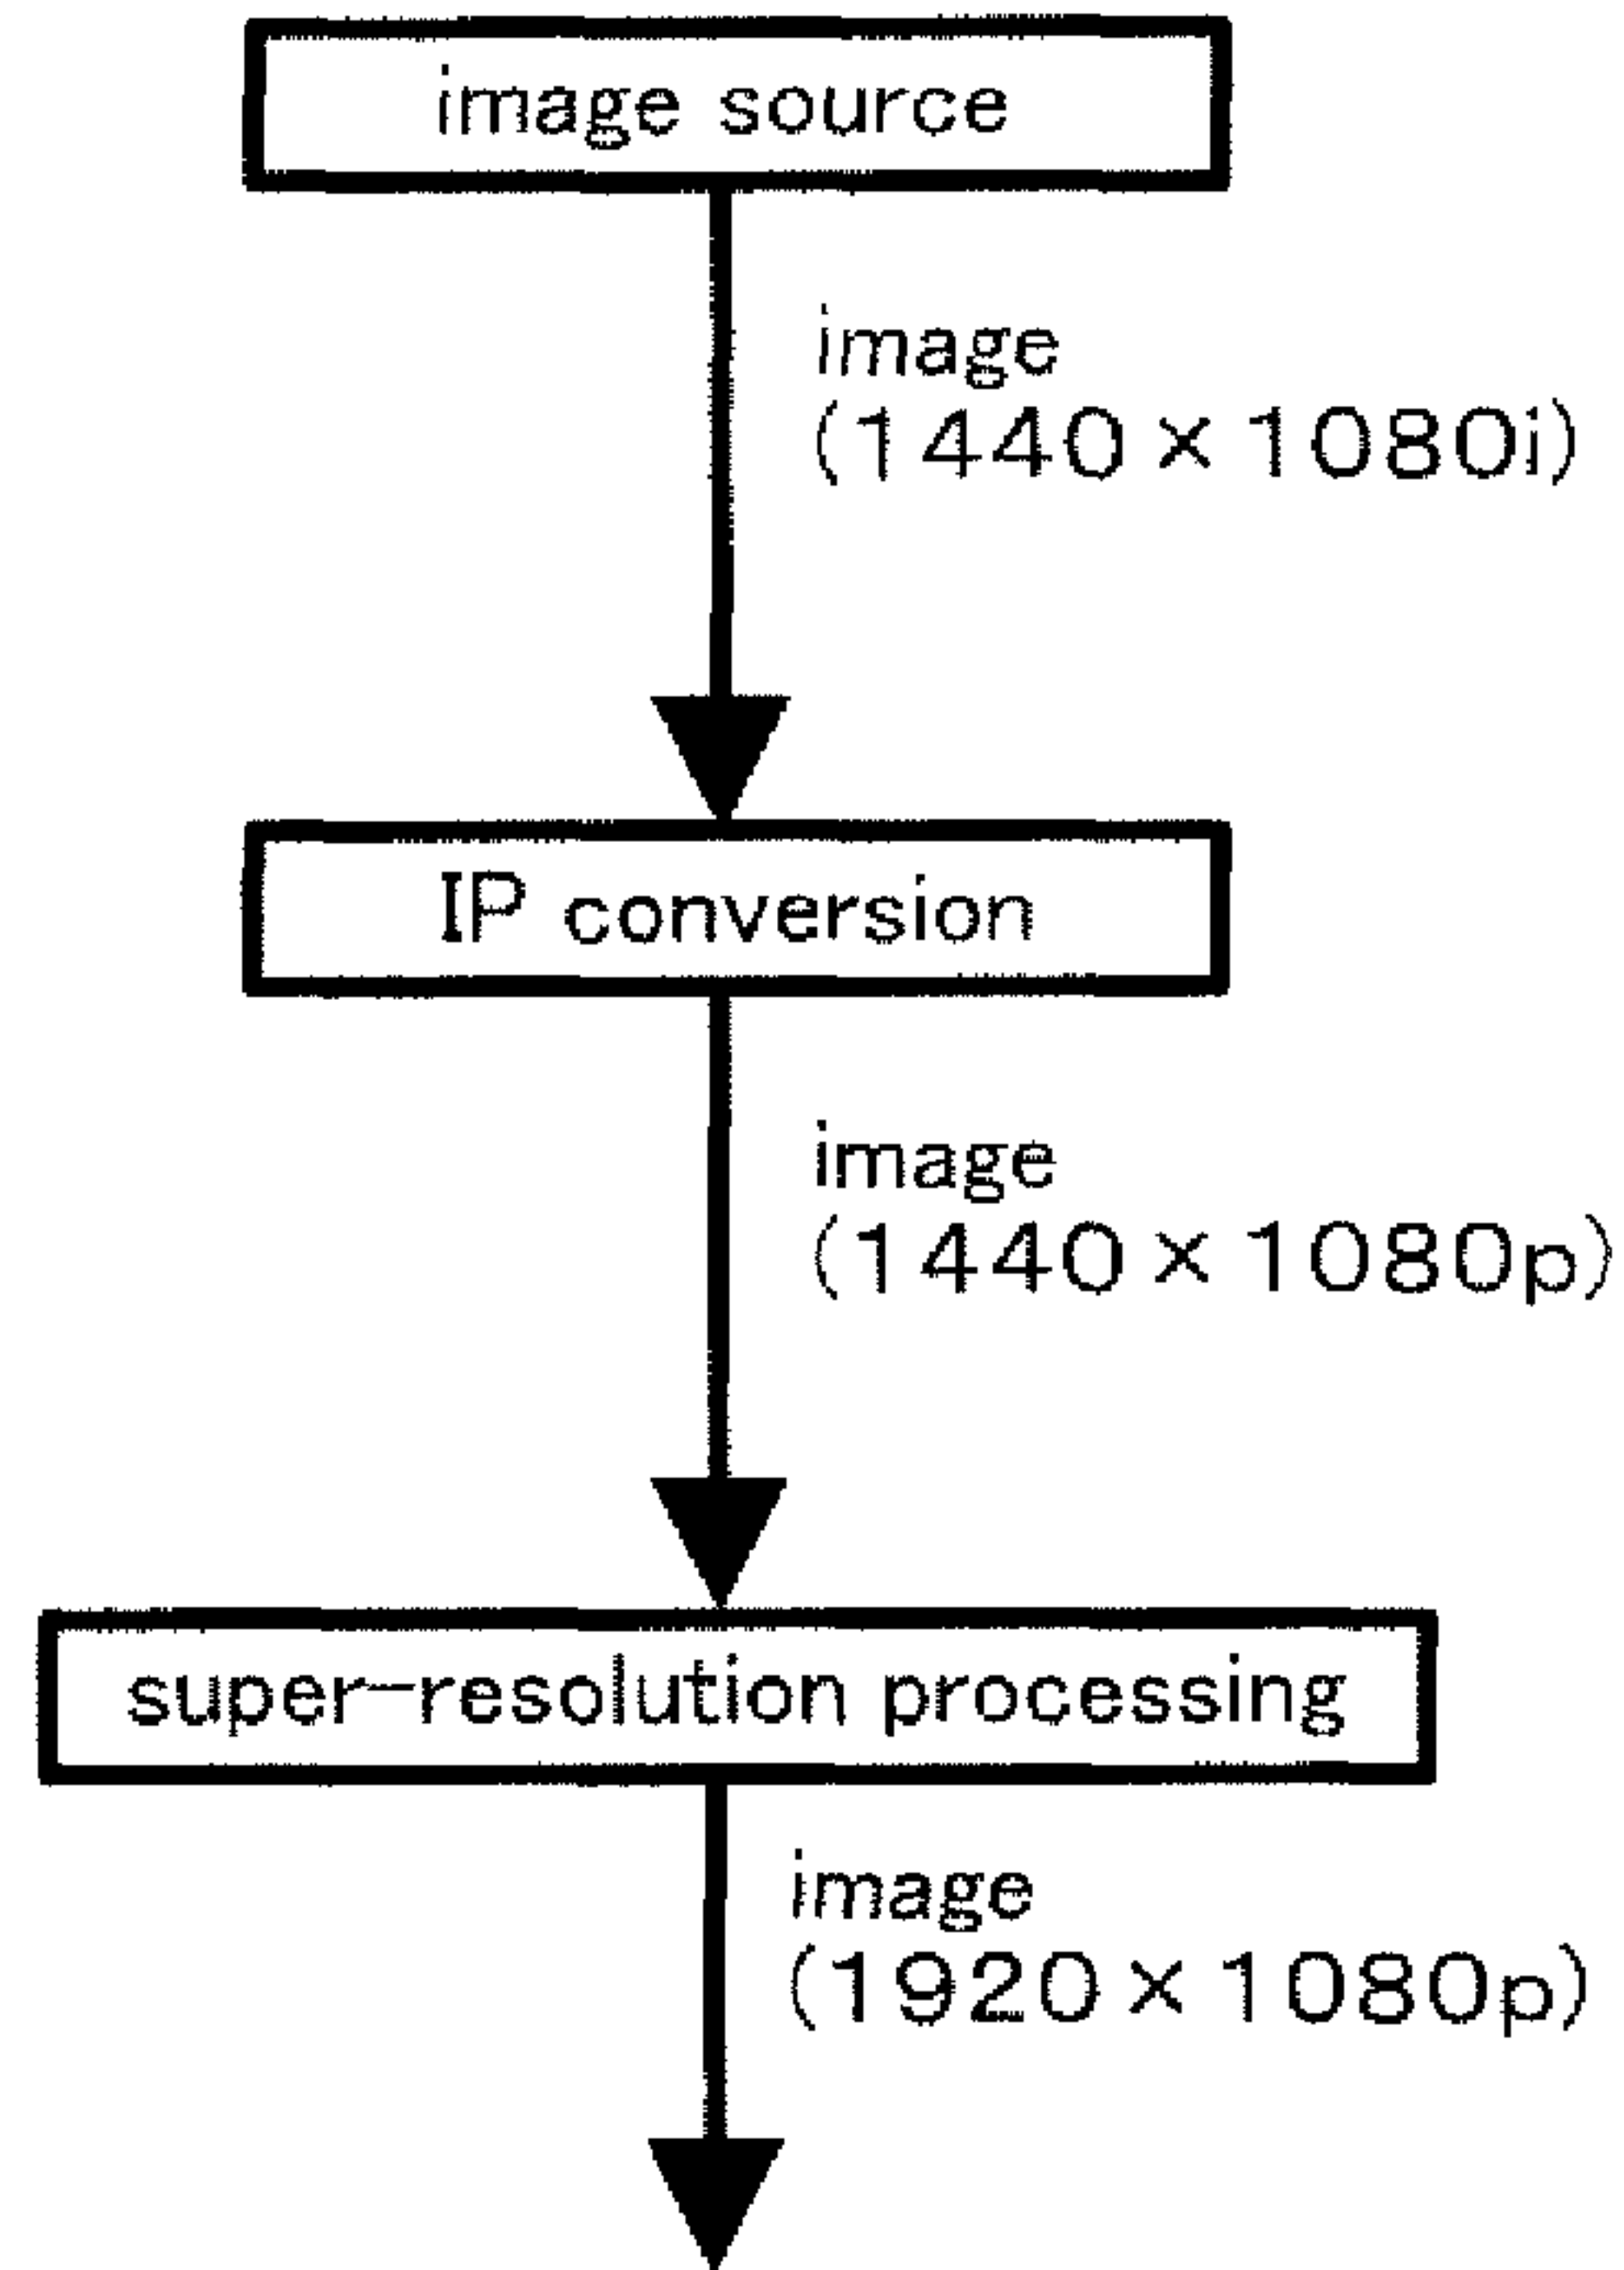 image source
image
(1440×1080i)
IP conversion
image
(1440×1080p)
super-resolution processing
image
(1920×1080p)